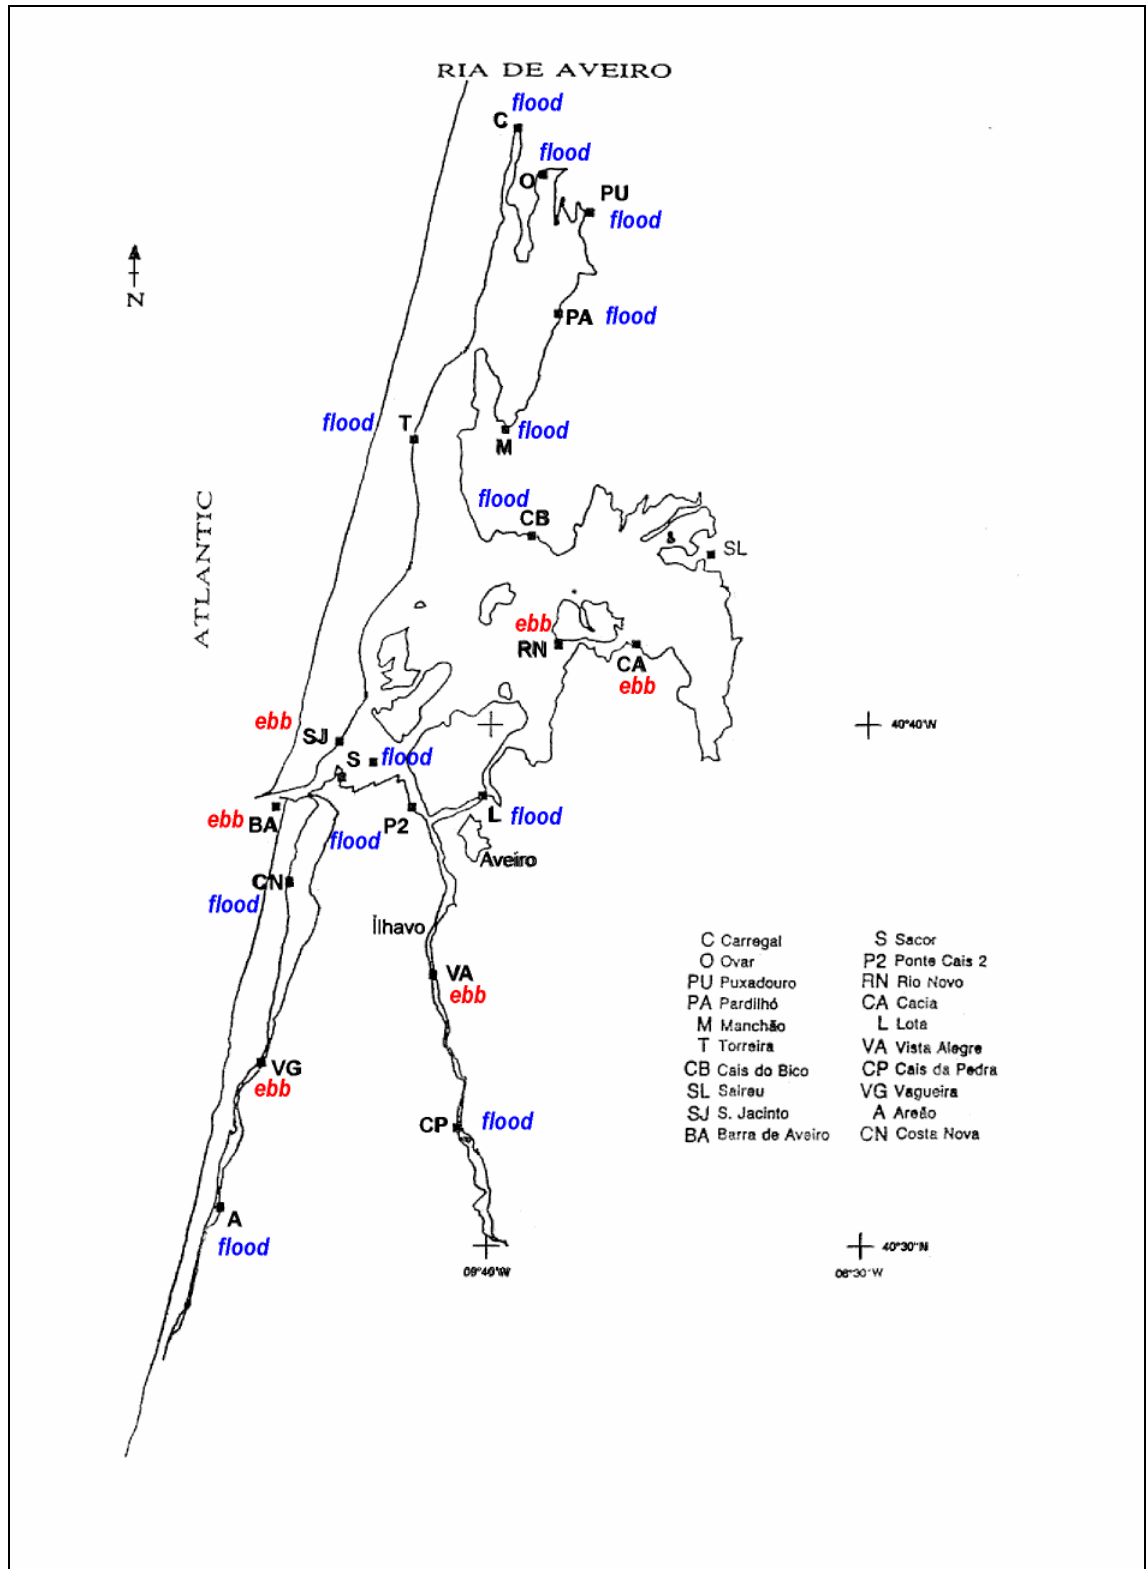 RIA DE AVEIRO
flood
C
flood
O
PU
flood
N
PA flood
flood T
flood
M
flood
CB
ATLANTIC
SL
ebb
RN
CA
ebb
ebb
40°40'W
SJ
S flood
ebb BA
P2
L flood
flood
Aveiro
CN
flood
Ílhavo
VA
ebb
VG
ebb
CP flood
A
flood
40°30''N
08°30''W
C Carregal
O Ovar
PU Puxadouro
PA Pardilhó
M Manchão
T Torreira
CB Cais do Bico
SL Salreu
SJ S. Jacinto
BA Barra de Aveiro
S Sacor
P2 Ponte Cais 2
RN Rio Novo
CA Cacia
L Lota
VA Vista Alegre
CP Cais da Pedra
VG Vagueira
A Areão
CN Costa Nova